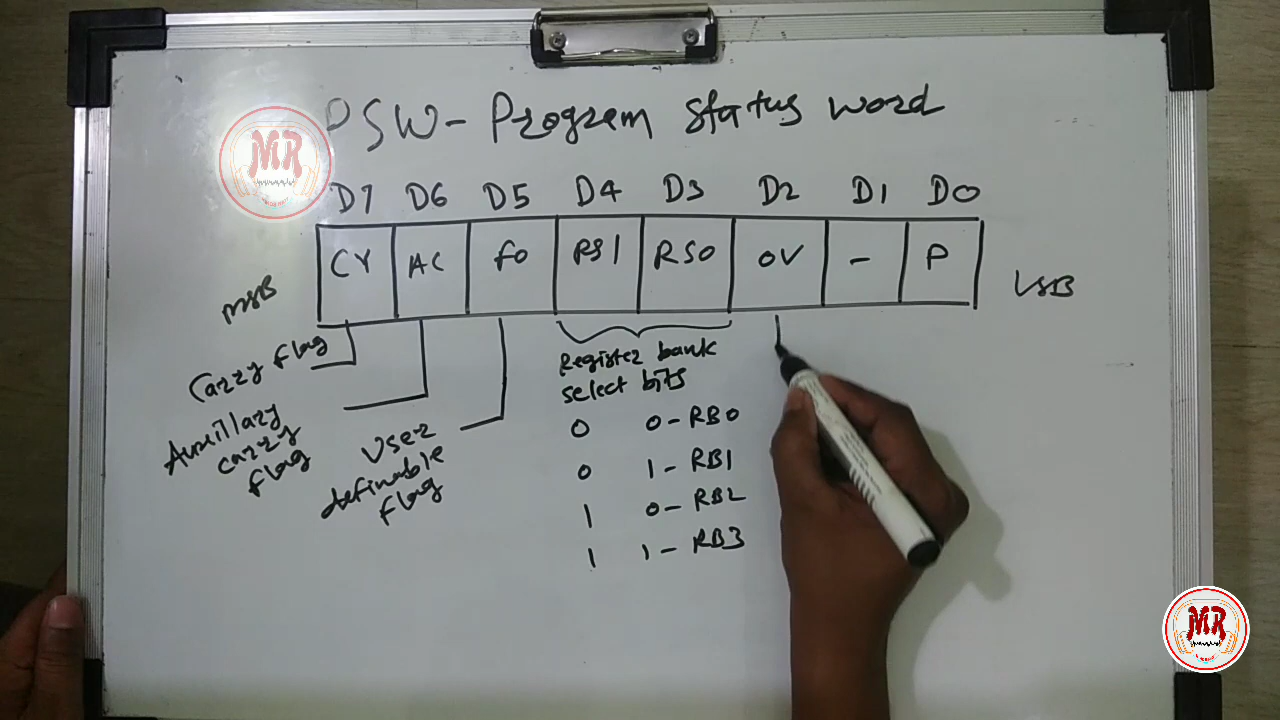 PSW - Program status word
D7 D6 D5 D4 D3 D2 D1 D0
CY AC F0 RS1 RS0 OV - P
MSB
LSB
Carry flag
Auxillary
carry
flag
User
definable
flag
Register bank
select bits
0 0 - RB0
0 1 - RB1
1 0 - RB2
1 1 - RB3
MR
MR